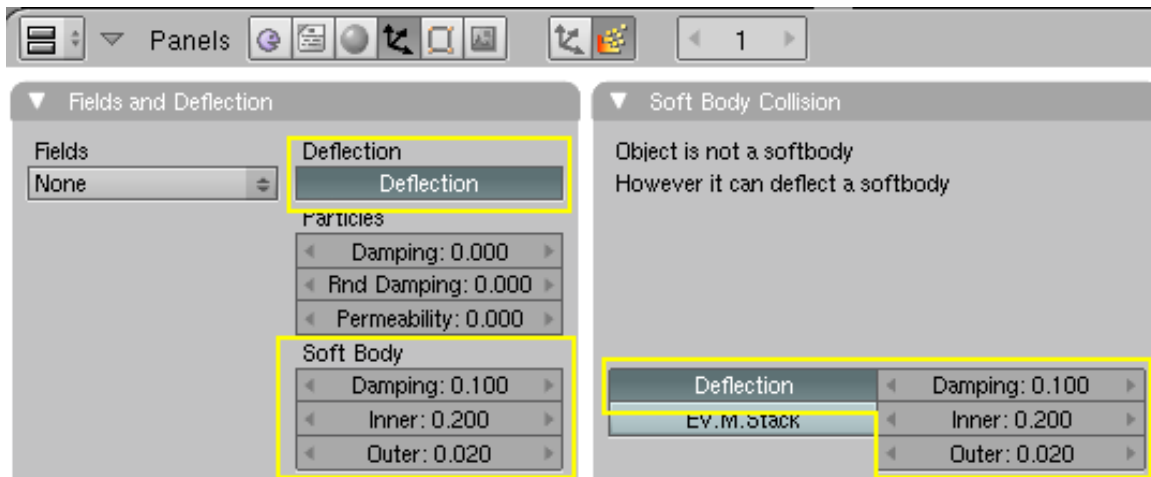 Panels
1
Fields and Deflection
Fields
None
Deflection
Deflection
Particles
Damping: 0.000
Rnd Damping: 0.000
Permeability: 0.000
Soft Body
Damping: 0.100
Inner: 0.200
Outer: 0.020
Soft Body Collision
Object is not a softbody
However it can deflect a softbody
Deflection
EV.M.Stack
Damping: 0.100
Inner: 0.200
Outer: 0.020